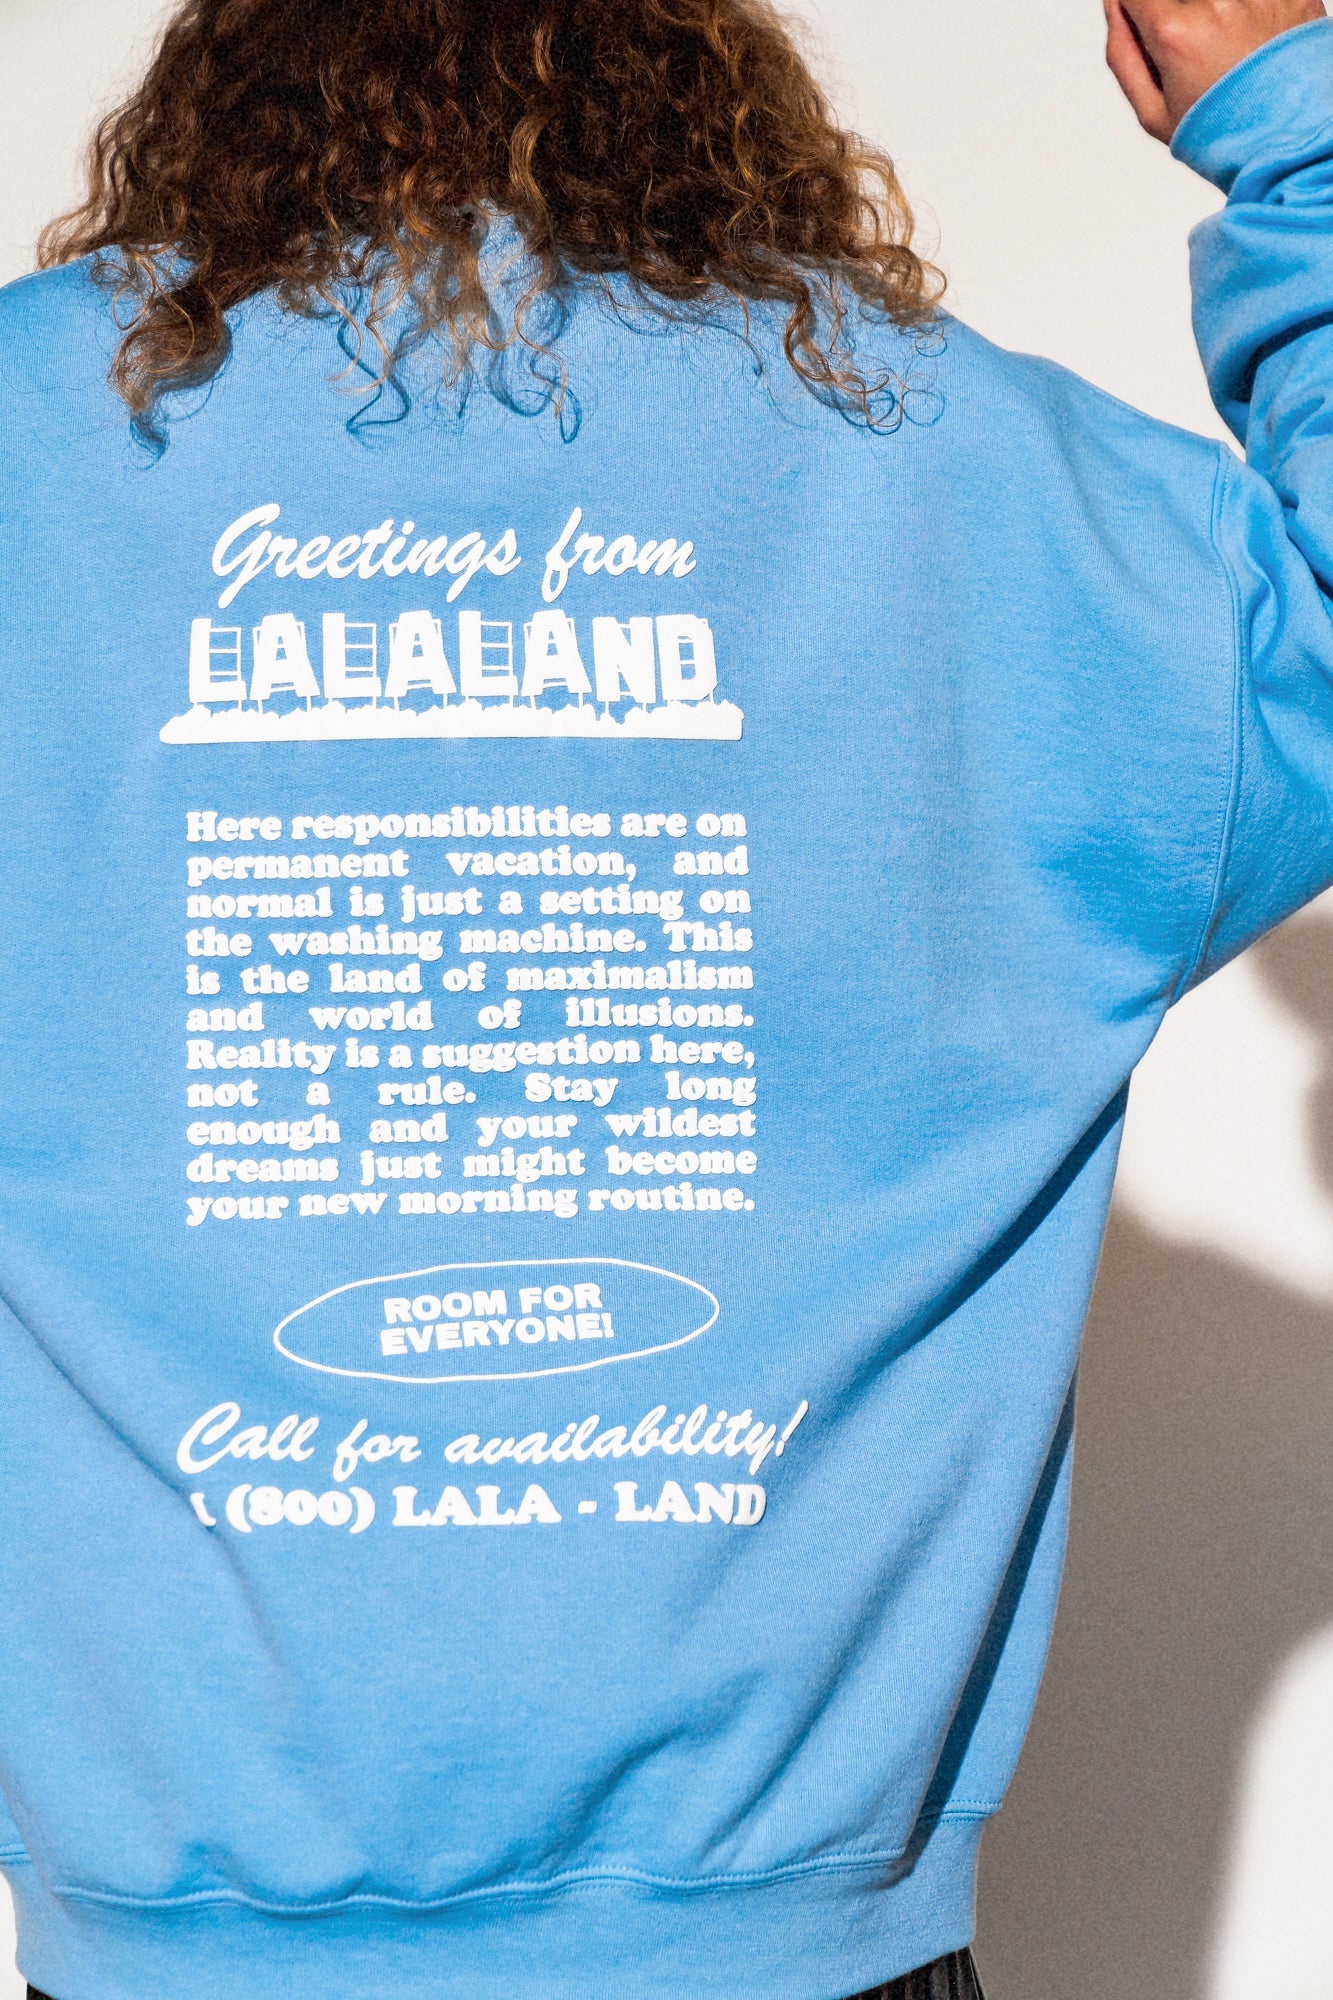 Greetings from
LALALAND
Here responsibilities are on
permanent vacation, and
normal is just a setting on
the washing machine. This
is the land of maximalism
and world of illusions.
Reality is a suggestion here,
not a rule. Stay long
enough and your wildest
dreams just might become
your new morning routine.
ROOM FOR
EVERYONE!
Call for availability!
1 (800) LALA - LAND